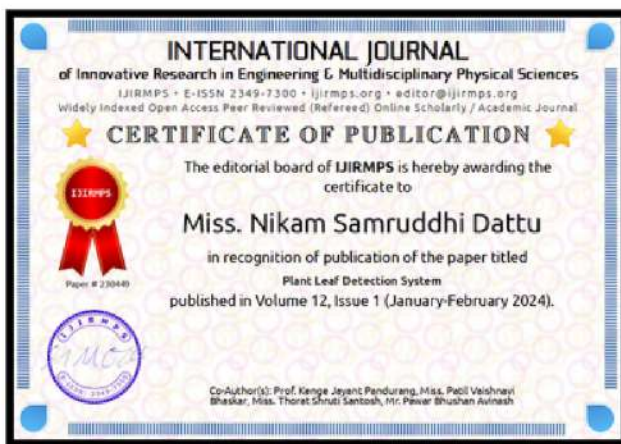 INTERNATIONAL JOURNAL
of Innovative Research in Engineering & Multidisciplinary Physical Sciences
IJIRMPS • E-ISSN 2349-7300 • ijirmps.org • editor@ijirmps.org
Widely Indexed Open Access Peer Reviewed (Refereed) Online Scholarly / Academic Journal
CERTIFICATE OF PUBLICATION
The editorial board of IJIRMPS is hereby awarding the
certificate to
IJIRMPS
Miss. Nikam Samruddhi Dattu
in recognition of publication of the paper titled
Paper # 230449
Plant Leaf Detection System
published in Volume 12, Issue 1 (January-February 2024).
IJIRMPS
E-ISSN: 2349-7300
Co-Author(s): Prof. Kenge Jayant Pandurang, Miss. Patil Vaishnavi
Bhaskar, Miss. Thorat Shruti Santosh, Mr. Pawar Bhushan Avinash